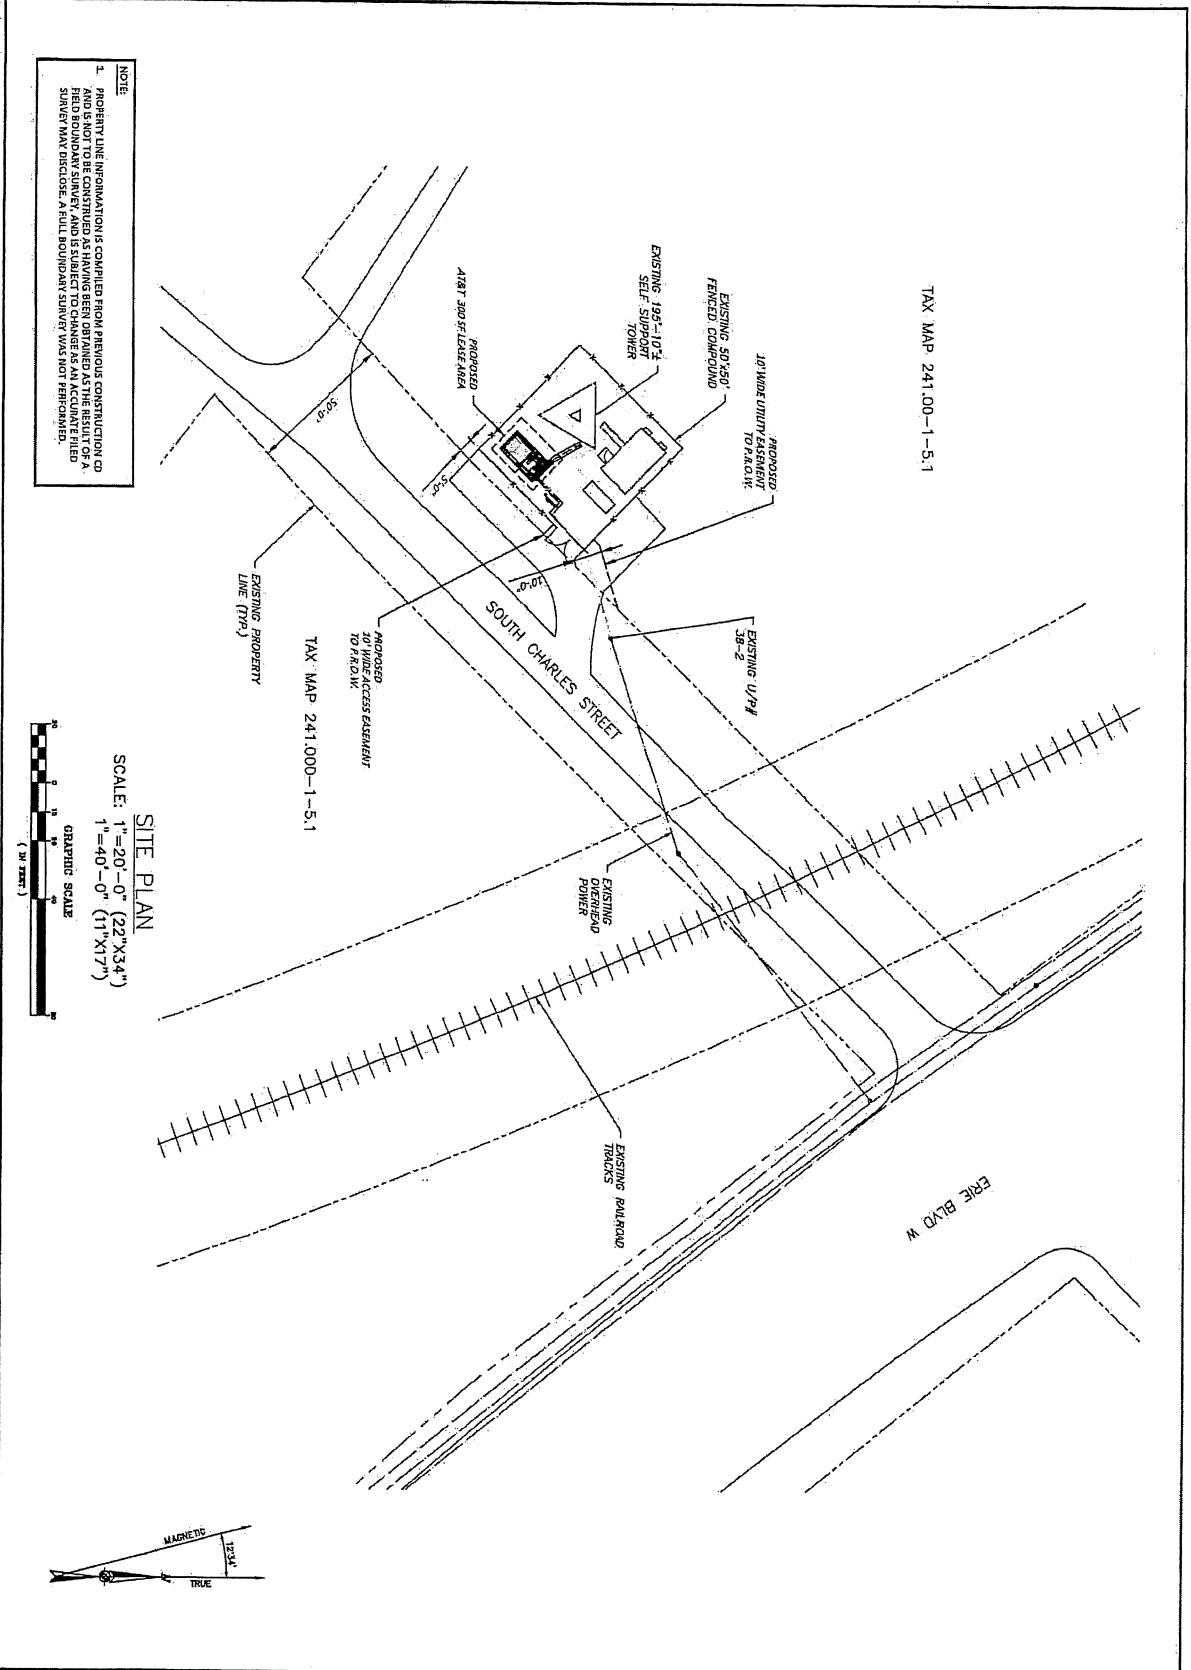 NOTE:
1. PROPERTY LINE INFORMATION IS COMPILED FROM PREVIOUS CONSTRUCTION CD
AND IS NOT TO BE CONSTRUED AS HAVING BEEN OBTAINED AS THE RESULT OF A
FIELD BOUNDARY SURVEY, AND IS SUBJECT TO CHANGE AS AN ACCURATE FILED
SURVEY MAY DISCLOSE. A FULL BOUNDARY SURVEY WAS NOT PERFORMED.
TAX MAP 241.00-1-5.1
PROPOSED
10' WIDE UTILITY EASEMENT
TO P.R.O.W.
EXISTING 50'x50'
FENCED COMPOUND
EXISTING 195'-10"±
SELF SUPPORT
TOWER
PROPOSED
AT&T 300 SF LEASE AREA
50'-0"
5'-0"
10'-0"
EXISTING U/P#
38-2
SOUTH CHARLES STREET
PROPOSED
10' WIDE ACCESS EASEMENT
TO P.R.O.W.
EXISTING PROPERTY
LINE (TYP.)
TAX MAP 241.000-1-5.1
EXISTING
OVERHEAD
POWER
EXISTING RAILROAD
TRACKS
ERIE BLVD W
SITE PLAN
SCALE: 1"=20'-0" (22"X34")
1"=40'-0" (11"X17")
GRAPHIC SCALE
( IN FEET )
MAGNETIC
TRUE
12°34'